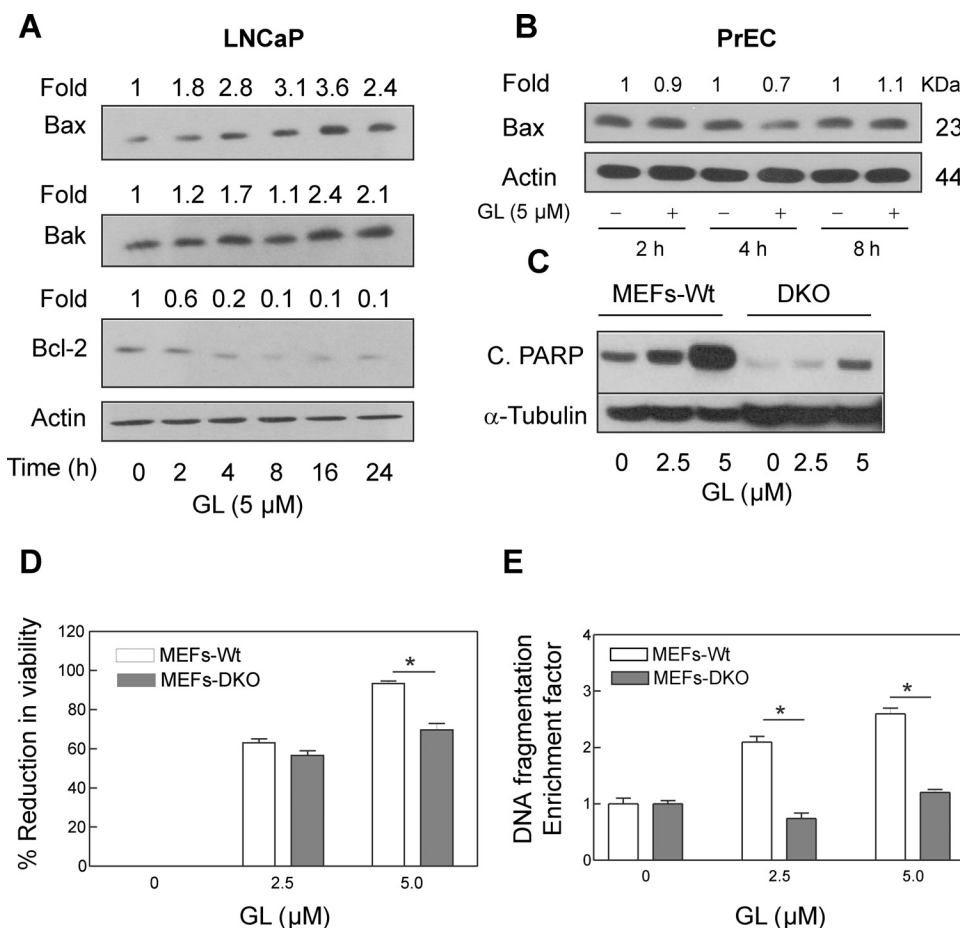 A
LNCaP
Fold 1 1.8 2.8 3.1 3.6 2.4
Bax
Fold 1 1.2 1.7 1.1 2.4 2.1
Bak
Fold 1 0.6 0.2 0.1 0.1 0.1
Bcl-2
Actin
Time (h) 0 2 4 8 16 24
GL (5 µM)
B
PrEC
Fold 1 0.9 1 0.7 1 1.1 KDa
Bax 23
Actin 44
GL (5 µM) – + – + – +
2 h 4 h 8 h
C
MEFs-Wt DKO
C. PARP
α-Tubulin
0 2.5 5 0 2.5 5
GL (µM)
D
% Reduction in viability
120
100
80
60
40
20
0
MEFs-Wt
MEFs-DKO
*
0 2.5 5.0
GL (µM)
E
DNA fragmentation
Enrichment factor
4
3
2
1
0
MEFs-Wt
MEFs-DKO
* *
0 2.5 5.0
GL (µM)